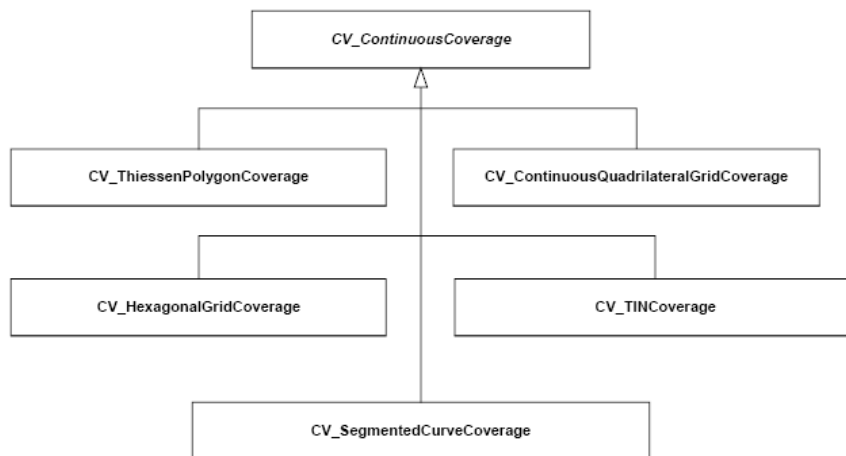 CV_ContinuousCoverage
CV_ThiessenPolygonCoverage
CV_ContinuousQuadrilateralGridCoverage
CV_HexagonalGridCoverage
CV_TINCoverage
CV_SegmentedCurveCoverage